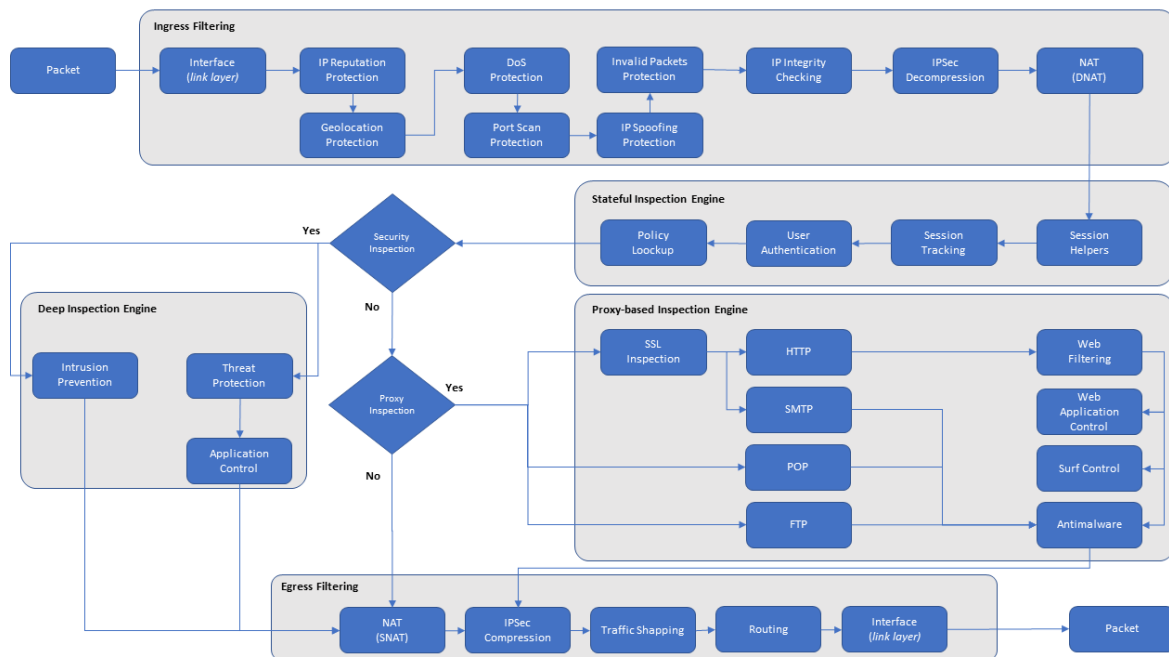 Ingress Filtering
Packet
Interface
(link layer)
IP Reputation
Protection
DoS
Protection
Invalid Packets
Protection
IP Integrity
Checking
IPSec
Decompression
NAT
(DNAT)
Geolocation
Protection
Port Scan
Protection
IP Spoofing
Protection
Stateful Inspection Engine
Yes
Security
Inspection
Policy
Loockup
User
Authentication
Session
Tracking
Session
Helpers
No
Deep Inspection Engine
Proxy-based Inspection Engine
Intrusion
Prevention
Threat
Protection
Proxy
Inspection
Yes
SSL
Inspection
HTTP
Web
Filtering
SMTP
Web
Application
Control
Application
Control
No
POP
Surf Control
FTP
Antimalware
Egress Filtering
NAT
(SNAT)
IPSec
Compression
Traffic Shapping
Routing
Interface
(link layer)
Packet